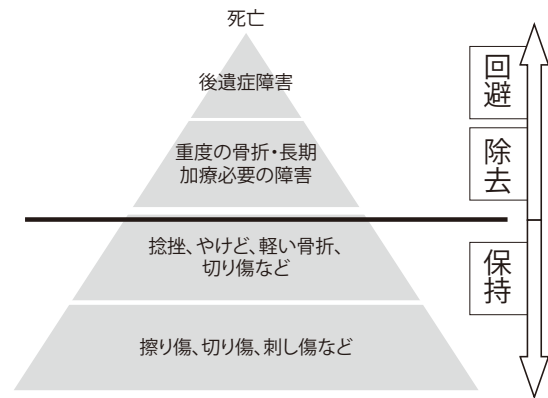 死亡
後遺症障害
重度の骨折・長期
加療必要の障害
捻挫、やけど、軽い骨折、
切り傷など
擦り傷、切り傷、刺し傷など
回避
除去
保持